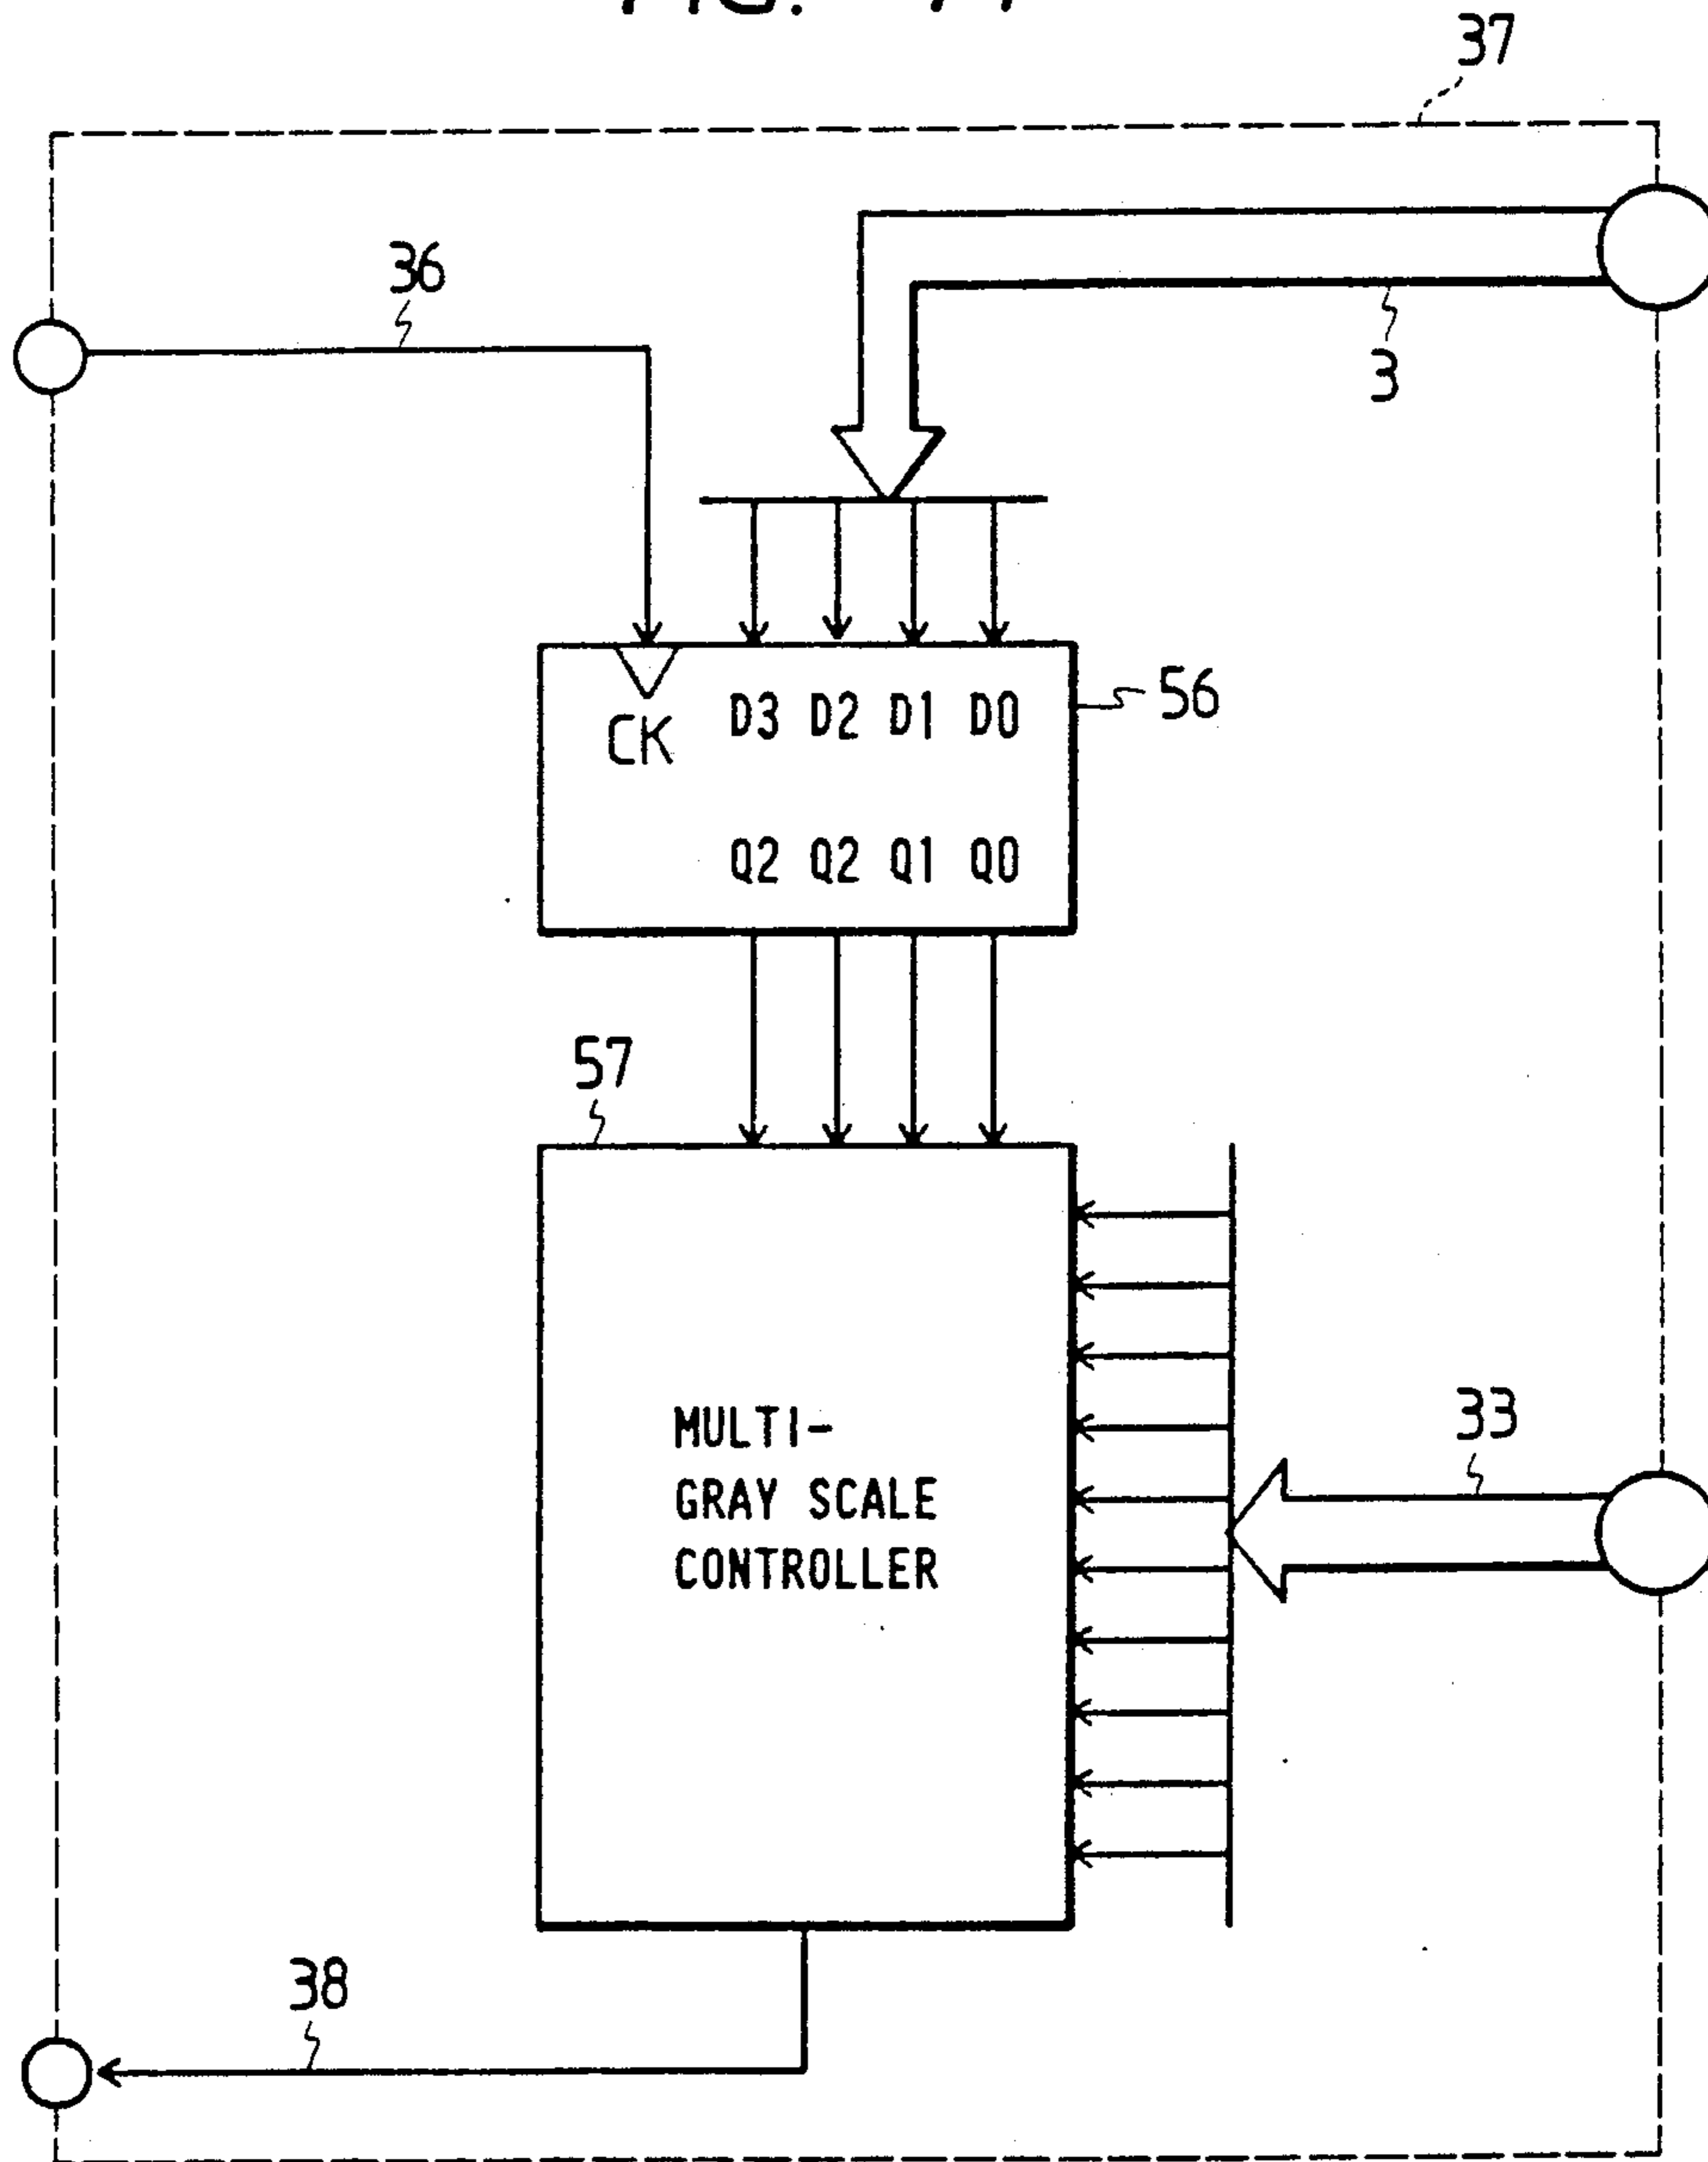 FIG.
37
36
3
CK D3 D2 D1 D0
56
Q2 Q2 Q1 Q0
57
MULTI-
GRAY SCALE
CONTROLLER
33
38